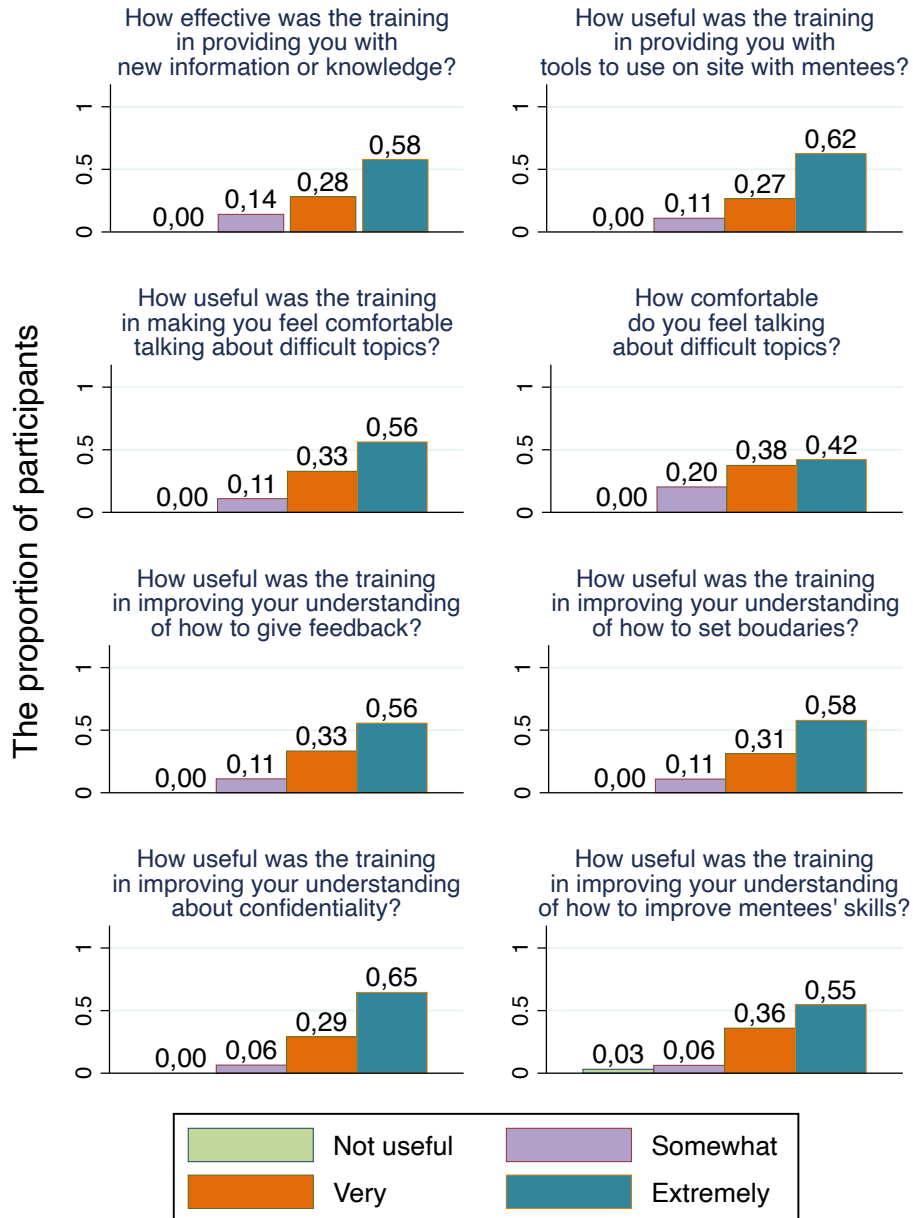 The proportion of participants
How effective was the training
in providing you with
new information or knowledge?
1
0.5
0
0,00
0,14
0,28
0,58
How useful was the training
in providing you with
tools to use on site with mentees?
1
0.5
0
0,00
0,11
0,27
0,62
How useful was the training
in making you feel comfortable
talking about difficult topics?
1
0.5
0
0,00
0,11
0,33
0,56
How comfortable
do you feel talking
about difficult topics?
1
0.5
0
0,00
0,20
0,38
0,42
How useful was the training
in improving your understanding
of how to give feedback?
1
0.5
0
0,00
0,11
0,33
0,56
How useful was the training
in improving your understanding
of how to set boudaries?
1
0.5
0
0,00
0,11
0,31
0,58
How useful was the training
in improving your understanding
about confidentiality?
1
0.5
0
0,00
0,06
0,29
0,65
How useful was the training
in improving your understanding
of how to improve mentees' skills?
1
0.5
0
0,03
0,06
0,36
0,55
Not useful
Somewhat
Very
Extremely